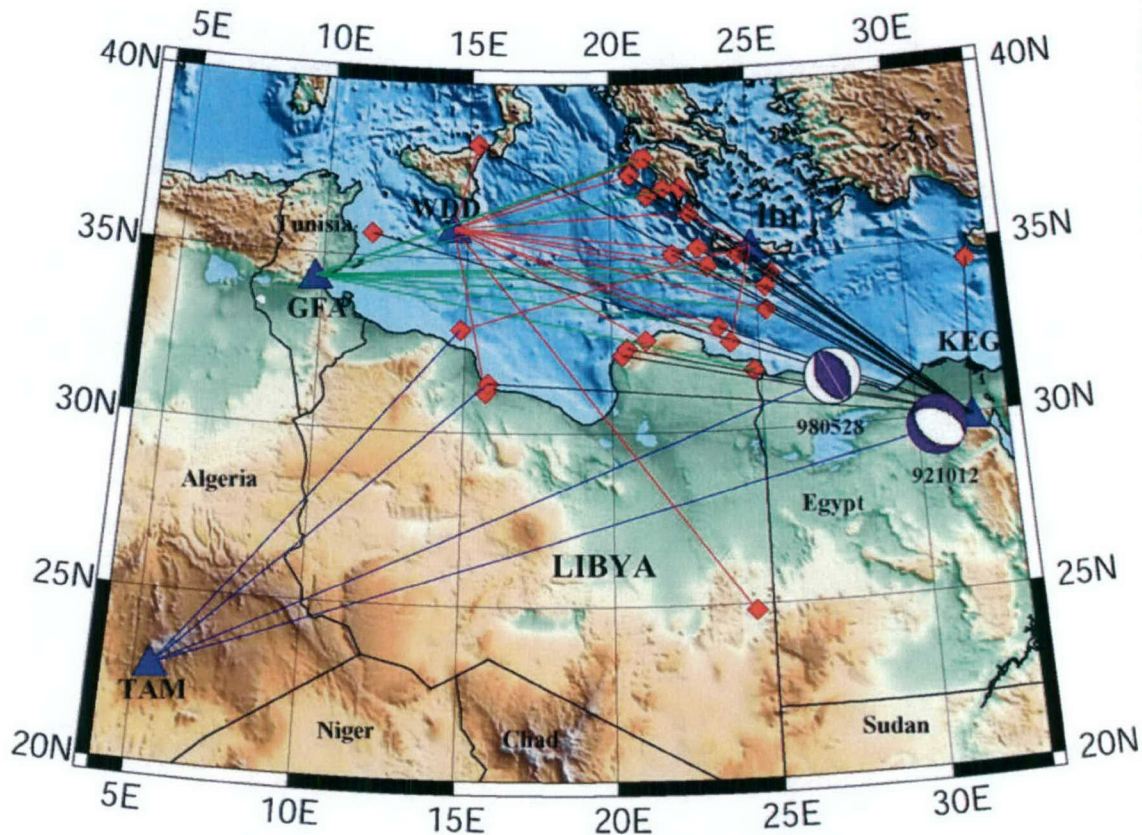 5E 10E 15E 20E 25E 30E
40N 40N
35N 35N
Tunisia WDD IDI
GFA
KEG
30N 30N
980528
921012
Algeria
Egypt
LIBYA
25N 25N
TAM
Niger Chad Sudan
20N 20N
5E 10E 15E 20E 25E 30E